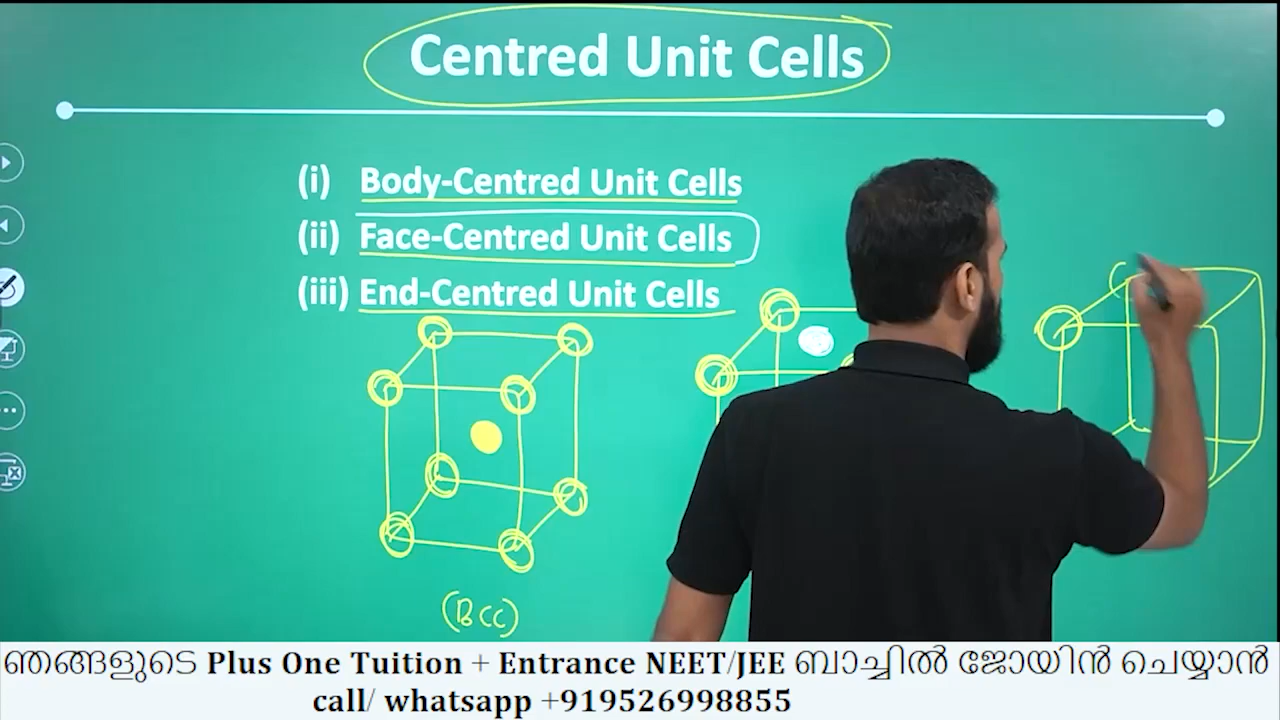 Centred Unit Cells
(i) Body-Centred Unit Cells
(ii) Face-Centred Unit Cells
(iii) End-Centred Unit Cells
(BCC)
ഞങ്ങളുടെ Plus One Tuition + Entrance NEET/JEE ബാച്ചിൽ ജോയിൻ ചെയ്യാൻ
call/ whatsapp +919526998855